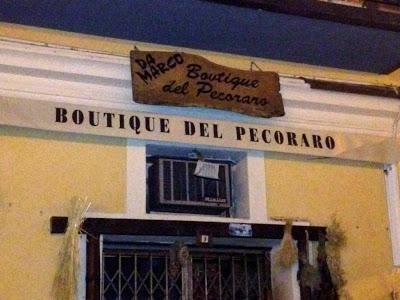 DA MARCO
Boutique
del Pecoraro
BOUTIQUE DEL PECORARO